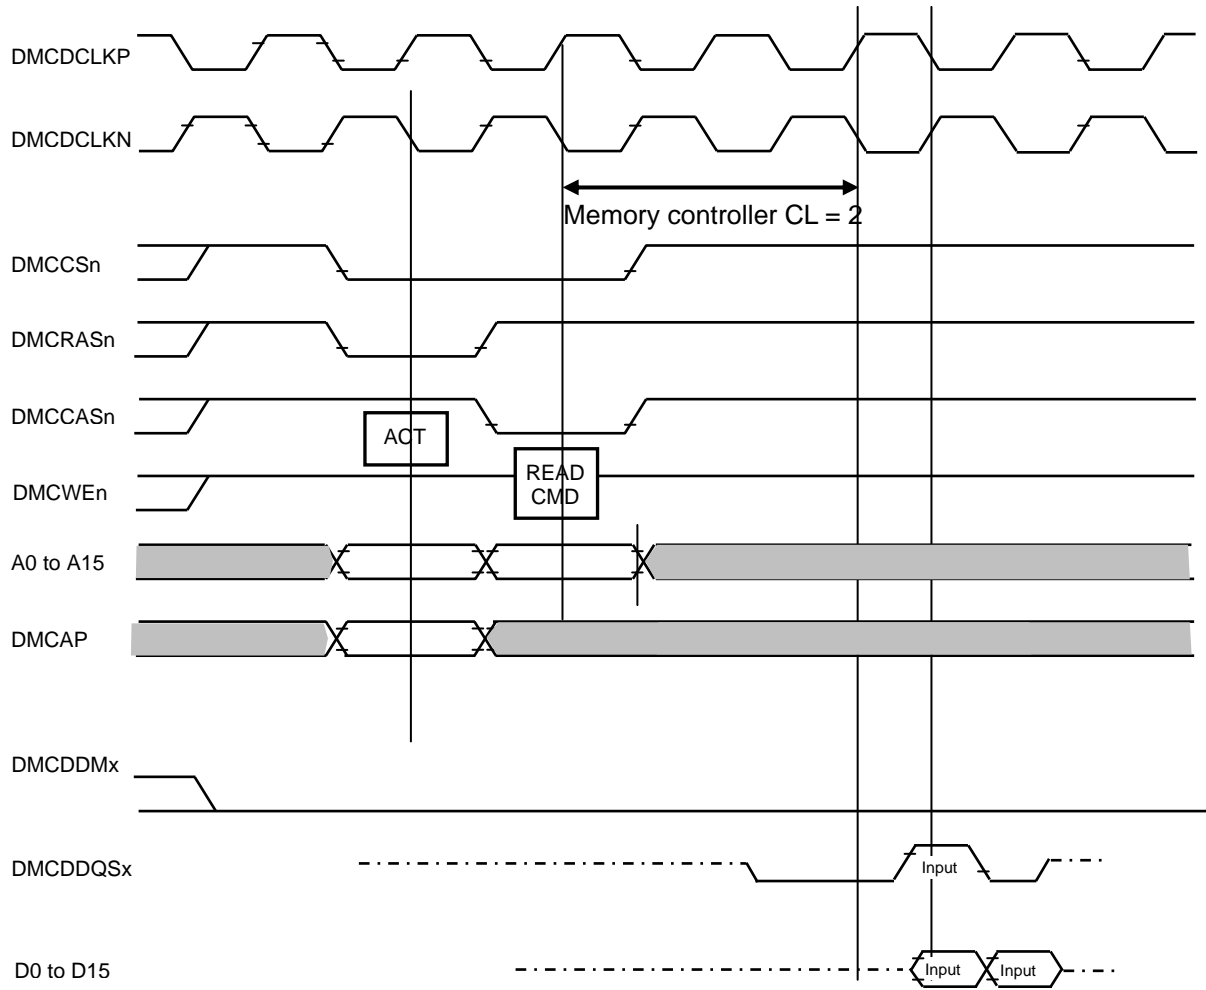 DMCDCLKP
DMCDCLKN
Memory controller CL = 2
DMCCSn
DMCRASn
DMCCASn
ACT
READ
CMD
DMCWEn
A0 to A15
DMCAP
DMCDDMx
DMCDDQSx
Input
D0 to D15
Input
Input